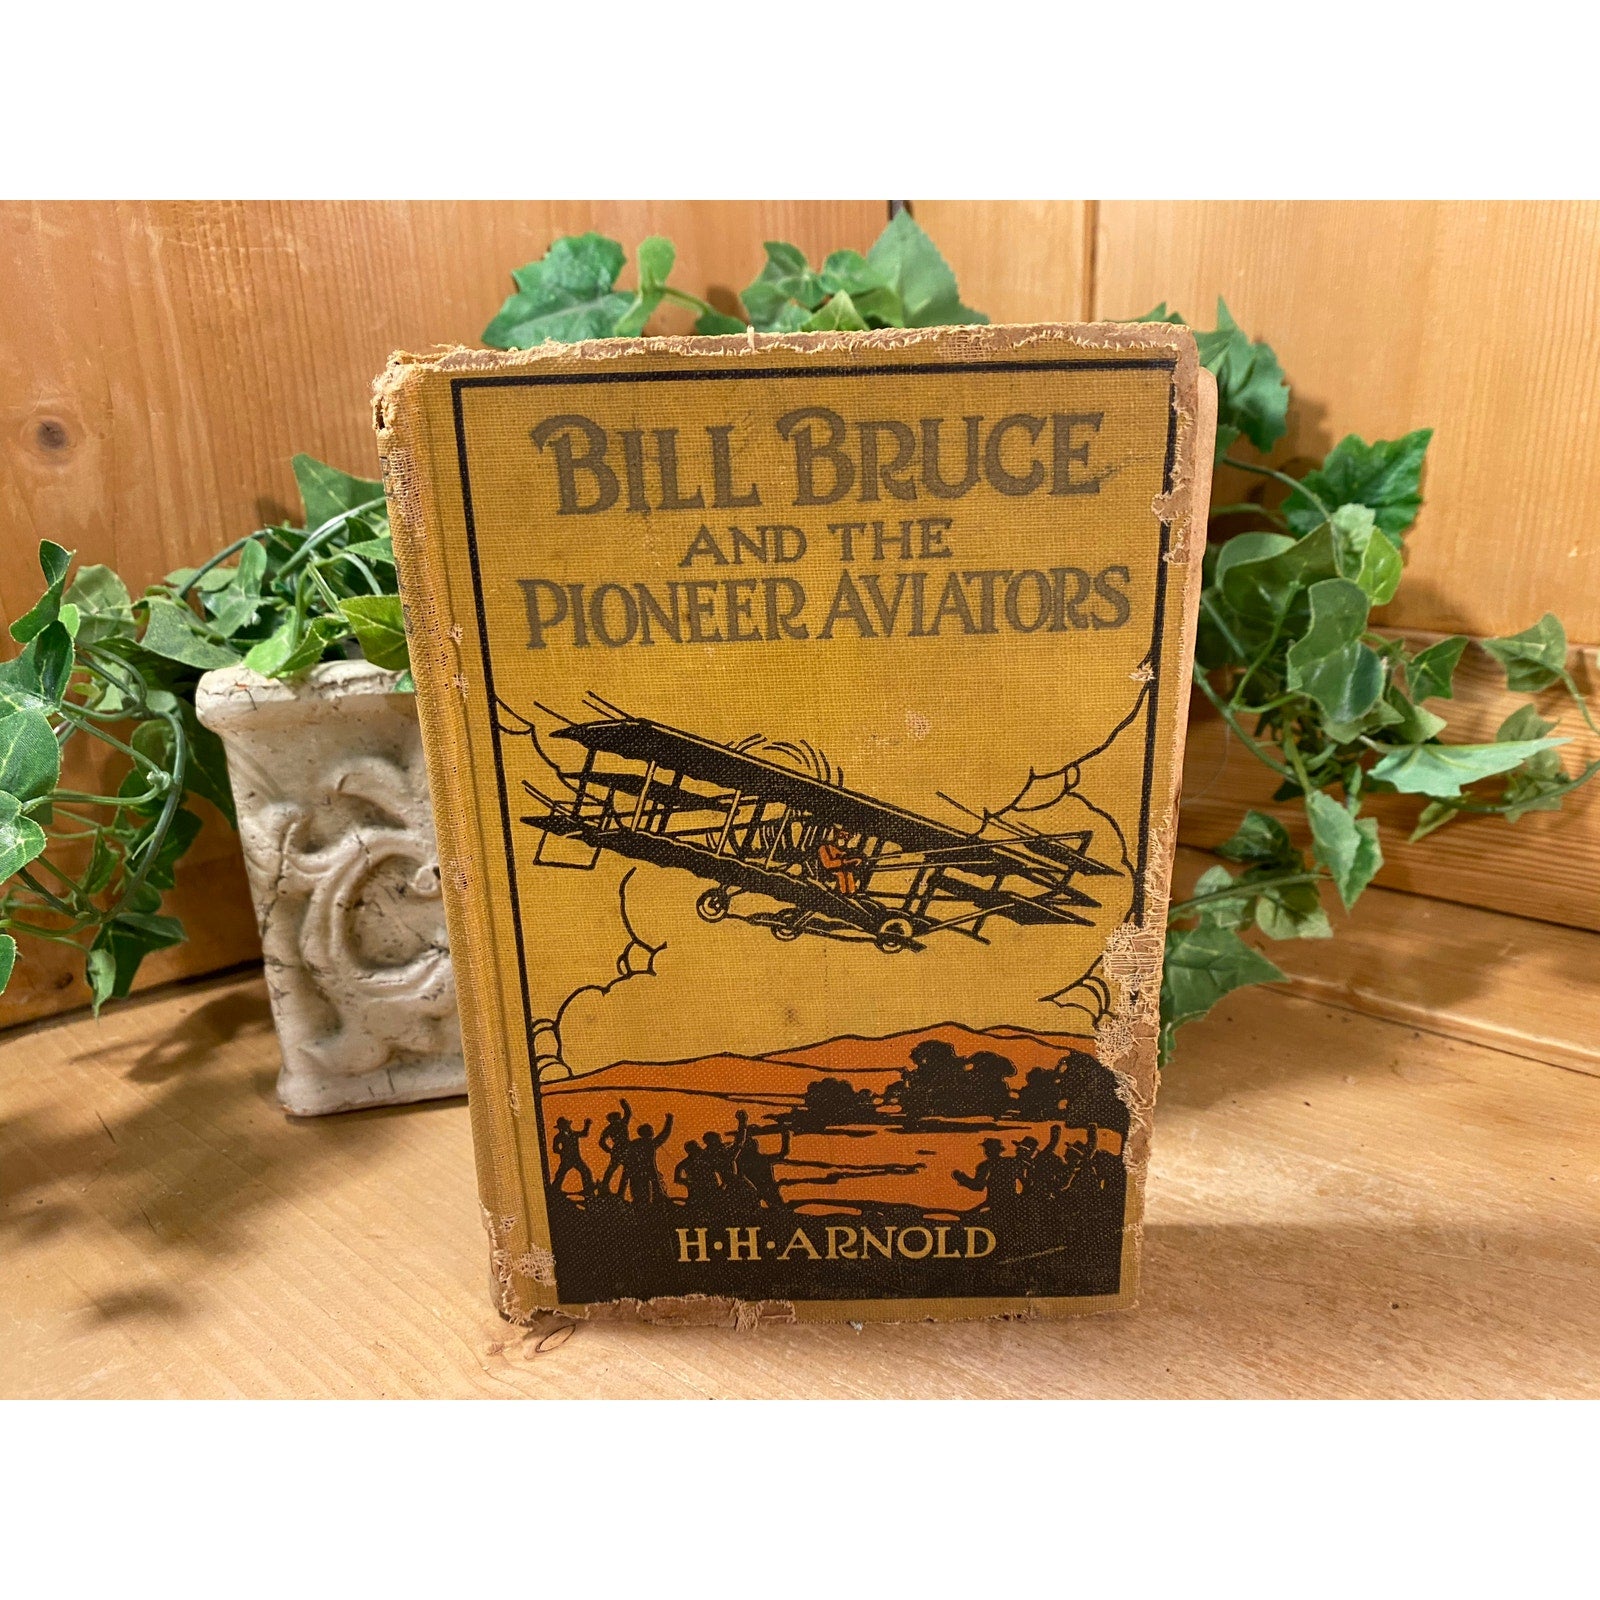 BILL BRUCE
AND THE
PIONEER AVIATORS
H·H·ARNOLD